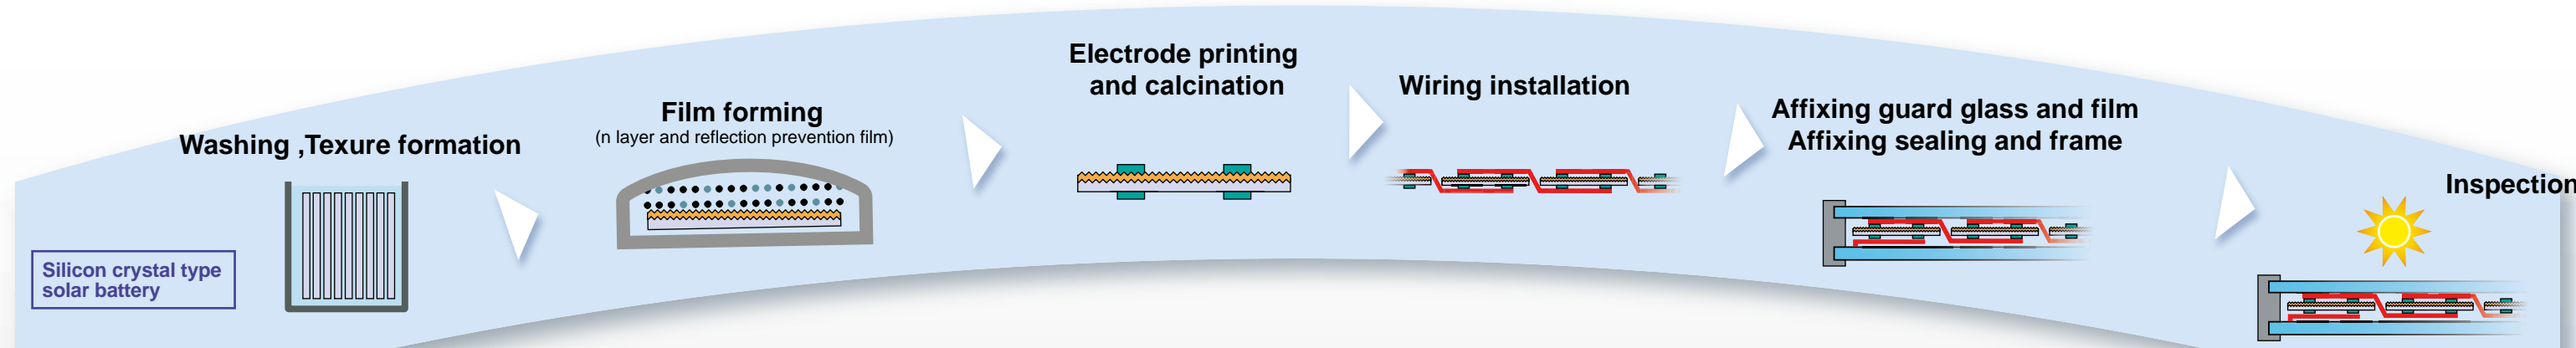 Silicon crystal type
solar battery
Washing ,Texure formation
Film forming
(n layer and reflection prevention film)
Electrode printing
and calcination
Wiring installation
Affixing guard glass and film
Affixing sealing and frame
Inspection